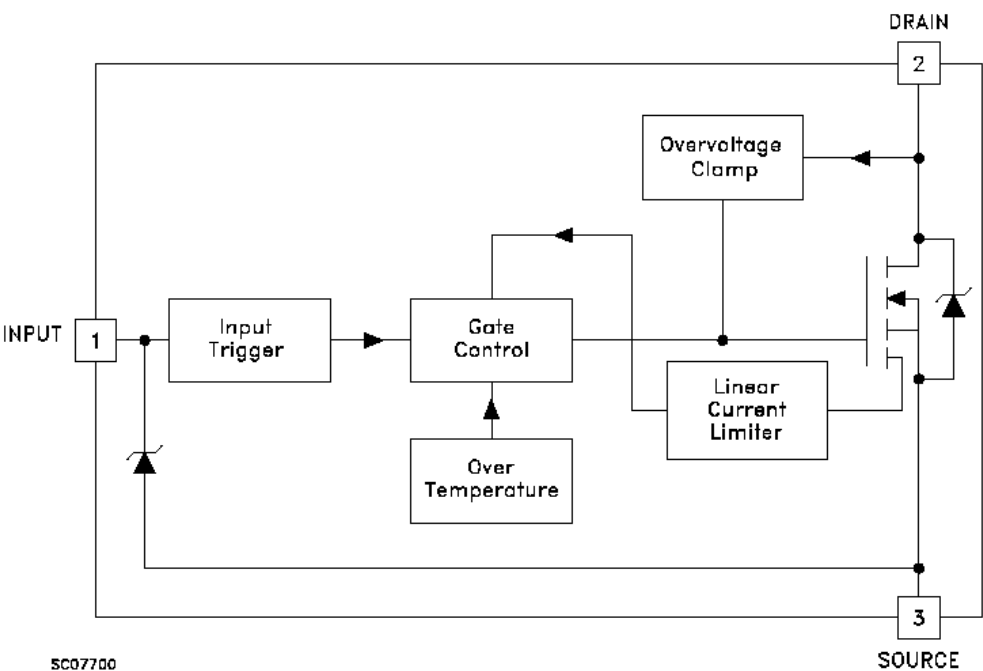 DRAIN
2
Overvoltage
Clamp
INPUT
1
Input
Trigger
Gate
Control
Linear
Current
Limiter
Over
Temperature
3
SC07700
SOURCE